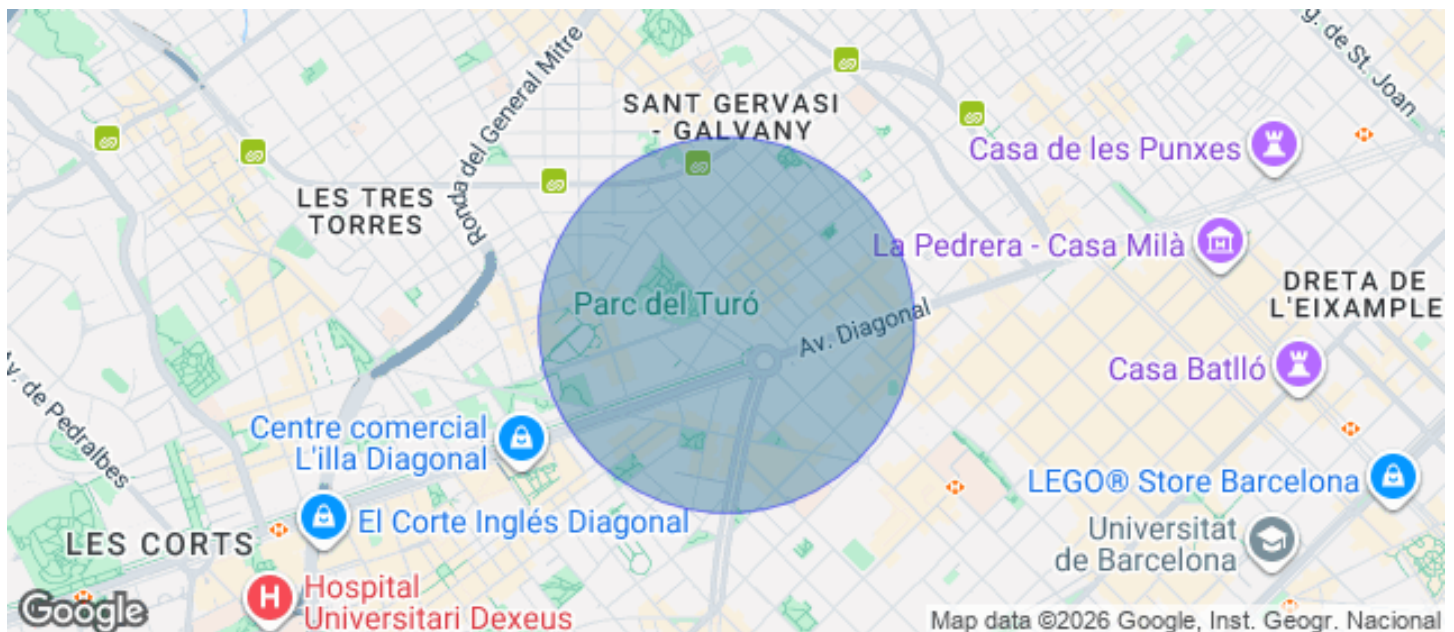 g. de St. Joan
SANT GERVASI
- GALVANY
Ronda del General Mitre
Casa de les Punxes
LES TRES
TORRES
La Pedrera - Casa Milà
Parc del Turó
DRETA DE
L'EIXAMPLE
Av. Diagonal
Casa Batlló
Av. de Pedralbes
Centre comercial
L'illa Diagonal
LEGO® Store Barcelona
El Corte Inglés Diagonal
Universitat
de Barcelona
LES CORTS
Hospital
Universitari Dexeus
Google
Map data ©2026 Google, Inst. Geogr. Nacional